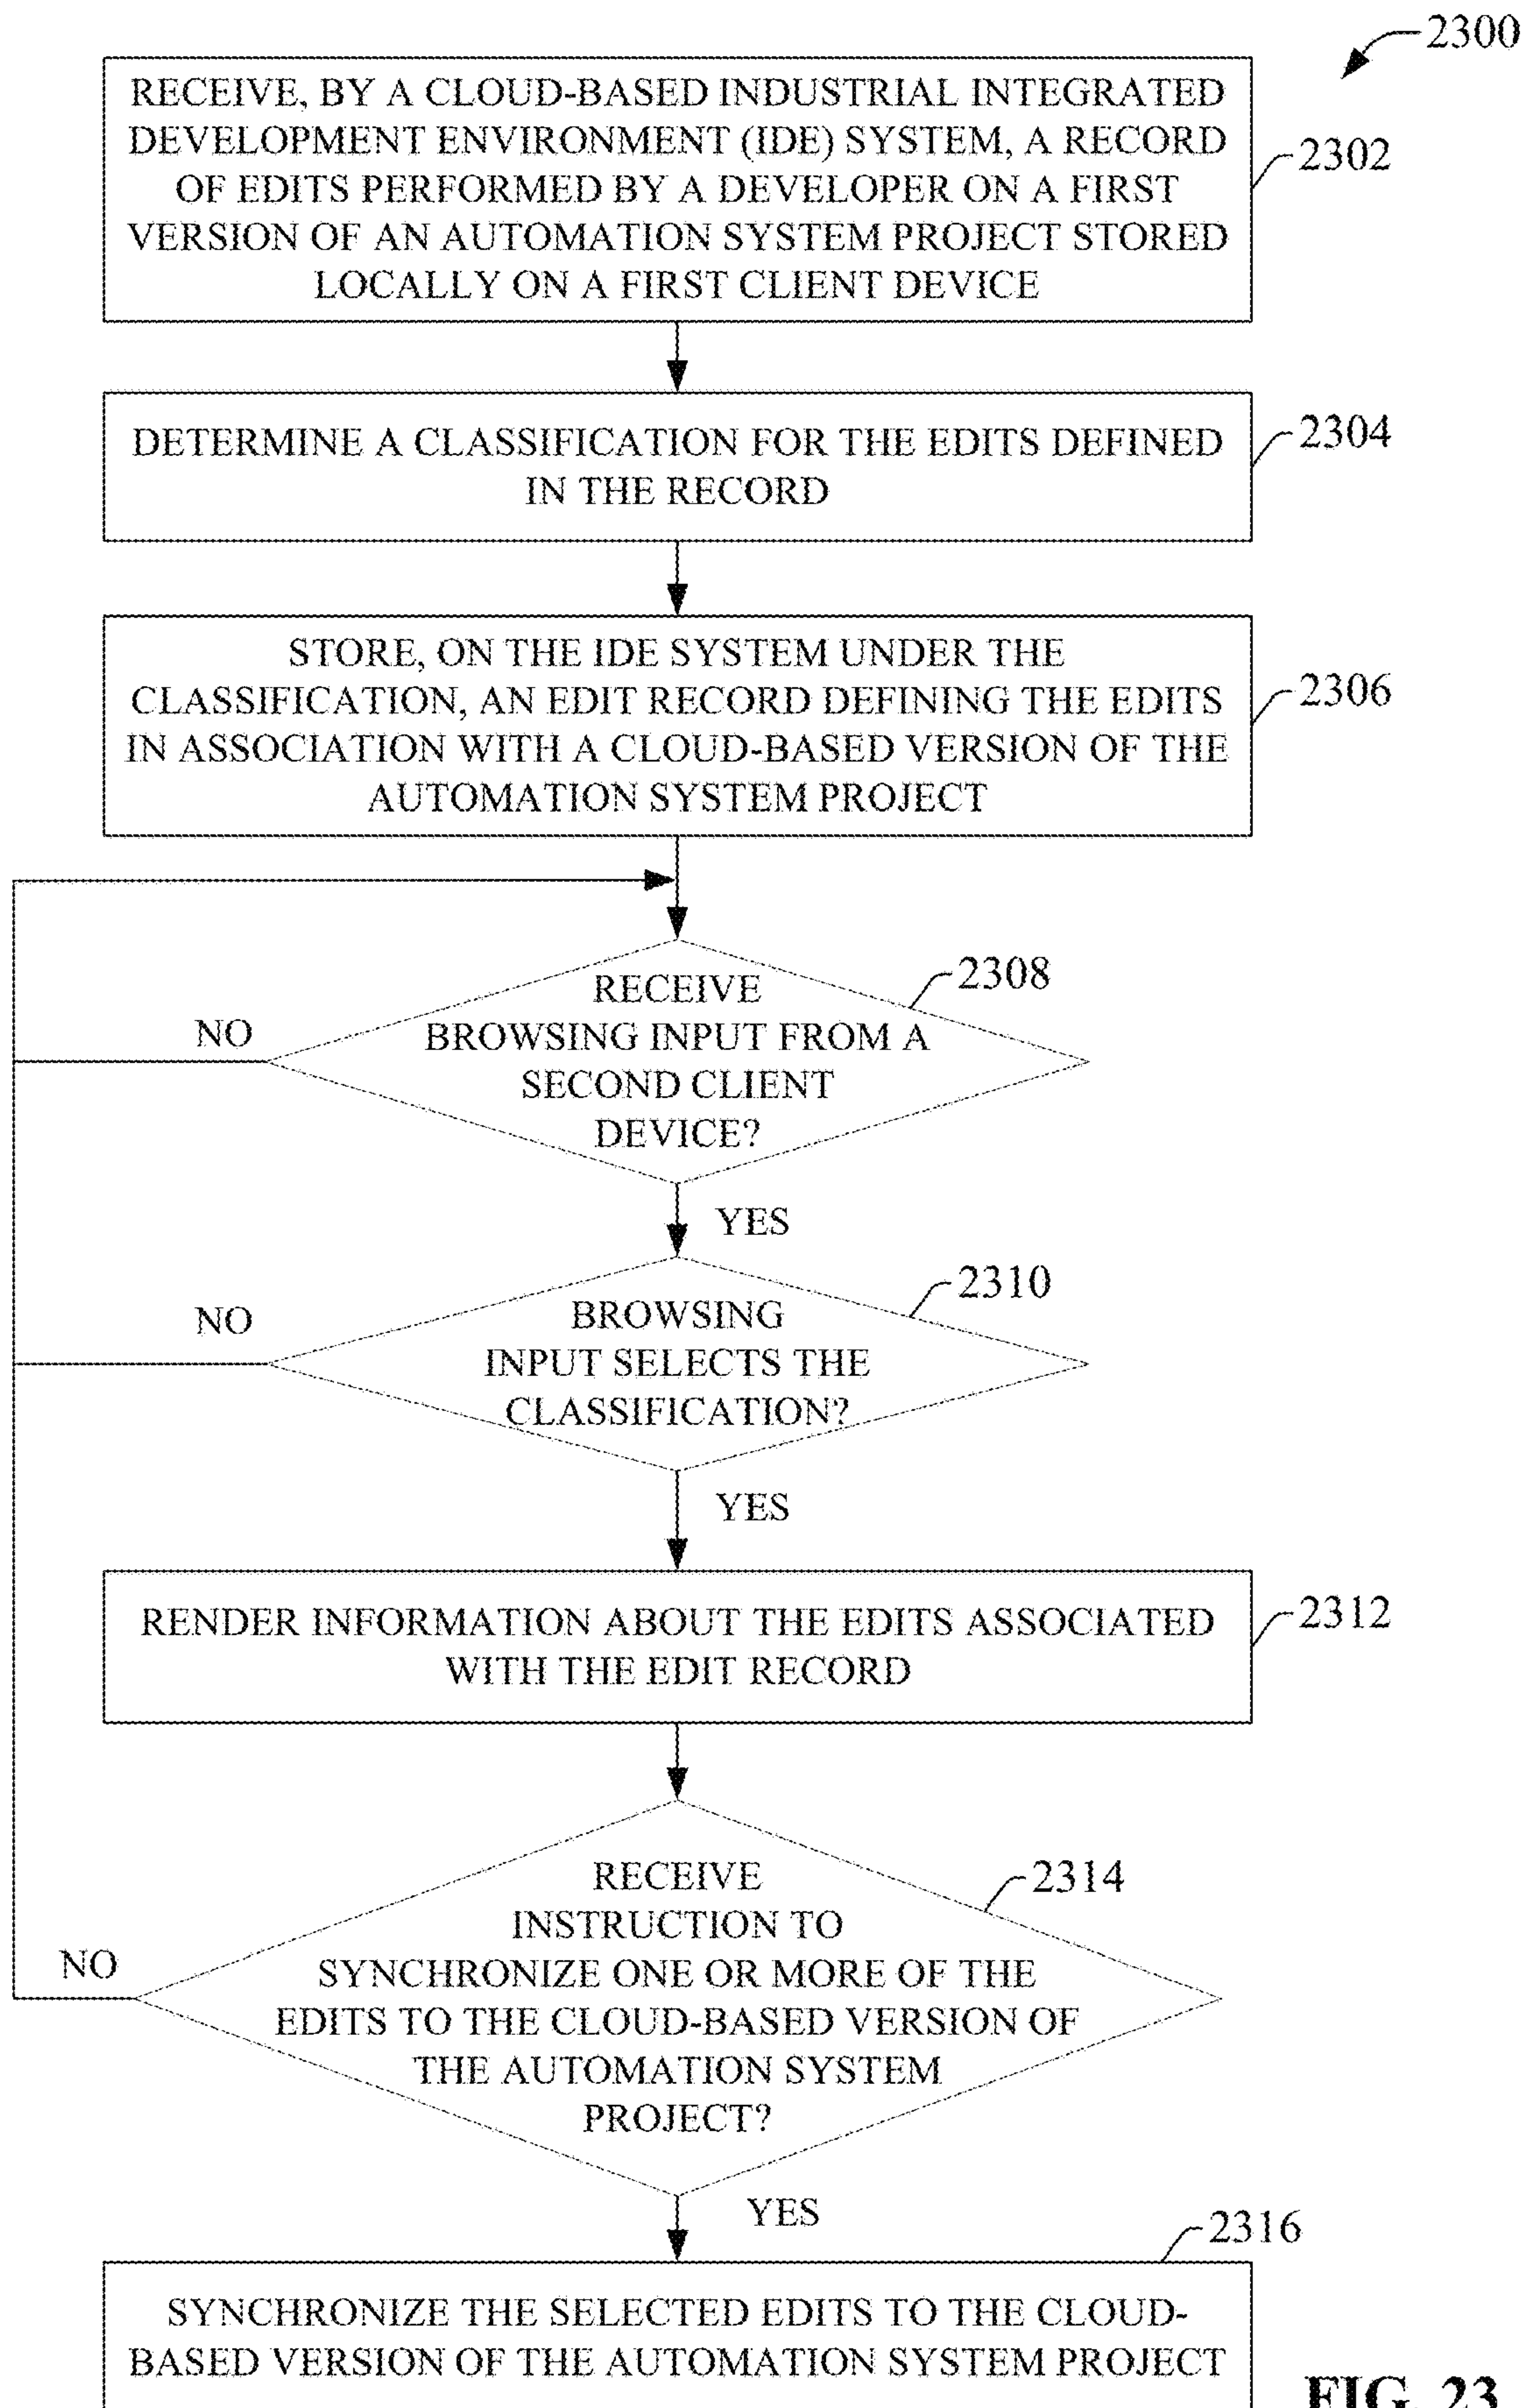 2300
RECEIVE, BY A CLOUD-BASED INDUSTRIAL INTEGRATED
DEVELOPMENT ENVIRONMENT (IDE) SYSTEM, A RECORD
OF EDITS PERFORMED BY A DEVELOPER ON A FIRST
VERSION OF AN AUTOMATION SYSTEM PROJECT STORED
LOCALLY ON A FIRST CLIENT DEVICE
2302
DETERMINE A CLASSIFICATION FOR THE EDITS DEFINED
IN THE RECORD
2304
STORE, ON THE IDE SYSTEM UNDER THE
CLASSIFICATION, AN EDIT RECORD DEFINING THE EDITS
IN ASSOCIATION WITH A CLOUD-BASED VERSION OF THE
AUTOMATION SYSTEM PROJECT
2306
RECEIVE
BROWSING INPUT FROM A
SECOND CLIENT
DEVICE?
2308
NO
YES
BROWSING
INPUT SELECTS THE
CLASSIFICATION?
2310
NO
YES
RENDER INFORMATION ABOUT THE EDITS ASSOCIATED
WITH THE EDIT RECORD
2312
RECEIVE
INSTRUCTION TO
SYNCHRONIZE ONE OR MORE OF THE
EDITS TO THE CLOUD-BASED VERSION OF
THE AUTOMATION SYSTEM
PROJECT?
2314
NO
YES
2316
SYNCHRONIZE THE SELECTED EDITS TO THE CLOUD-
BASED VERSION OF THE AUTOMATION SYSTEM PROJECT
FIG. 23